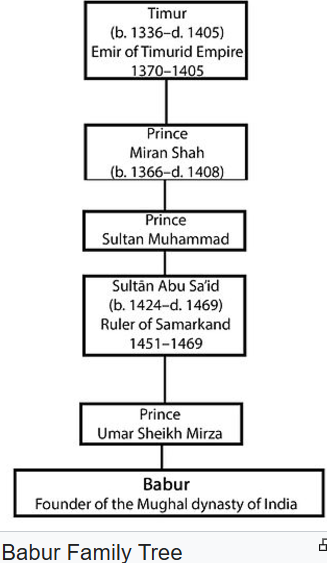 Timur
(b. 1336–d. 1405)
Emir of Timurid Empire
1370–1405
Prince
Miran Shah
(b. 1366–d. 1408)
Prince
Sultan Muhammad
Sultān Abu Sa'id
(b. 1424–d. 1469)
Ruler of Samarkand
1451–1469
Prince
Umar Sheikh Mirza
Babur
Founder of the Mughal dynasty of India
Babur Family Tree